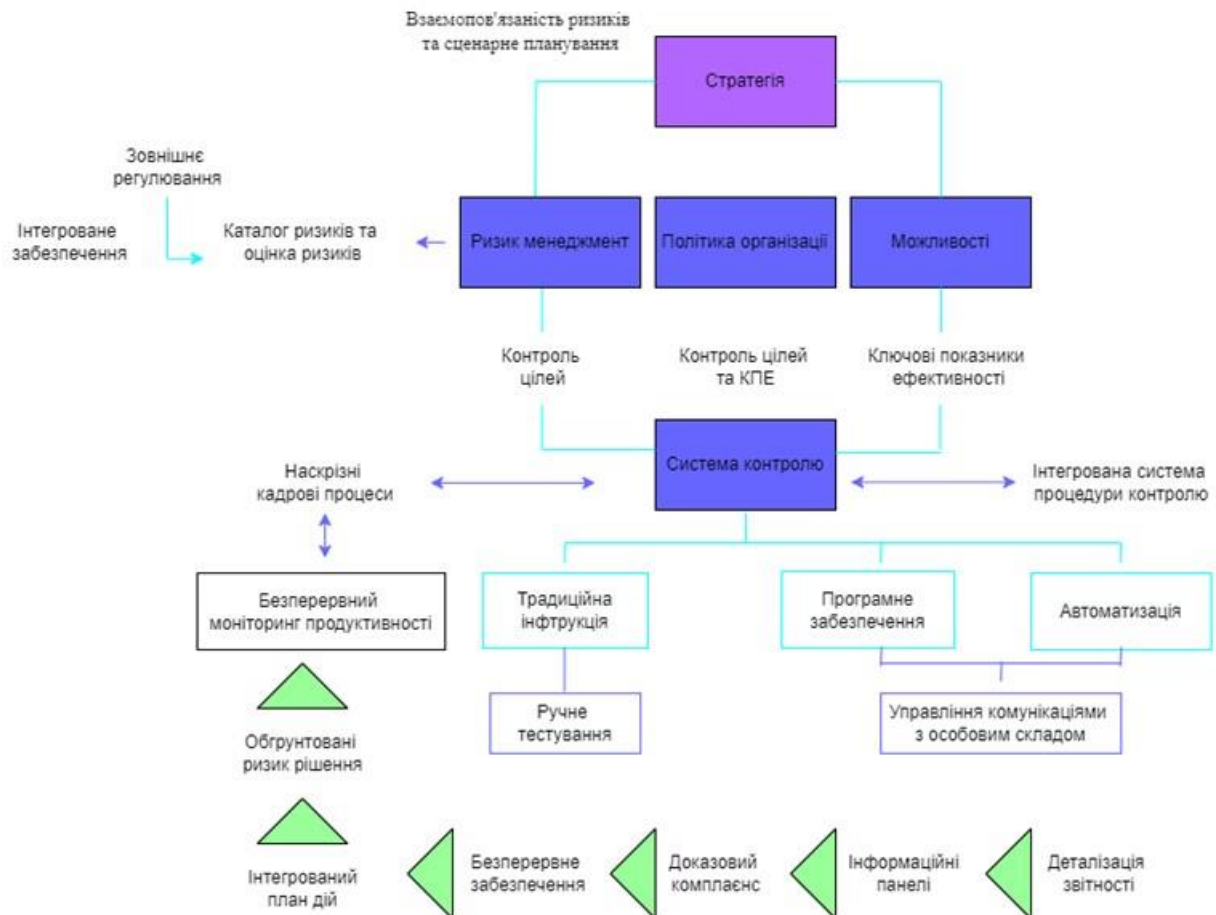 Взаємопов'язаність ризиків
та сценарне планування
Стратегія
Зовнішнє
регулювання
Інтегроване
забезпечення
Каталог ризиків та
оцінка ризиків
Ризик менеджмент
Політика організації
Можливості
Контроль
цілей
Контроль цілей
та КПЕ
Ключові показники
ефективності
Наскрізні
кадрові процеси
Система контролю
Інтегрована система
процедури контролю
Безперервний
моніторинг продуктивності
Традиційна
інфтрукція
Програмне
забезпечення
Автоматизація
Ручне
тестування
Управління комунікаціями
з особовим складом
Обгрунтовані
ризик рішення
Інтегрований
план дій
Безперервне
забезпечення
Доказовий
комплаєнс
Інформаційні
панелі
Деталізація
звітності